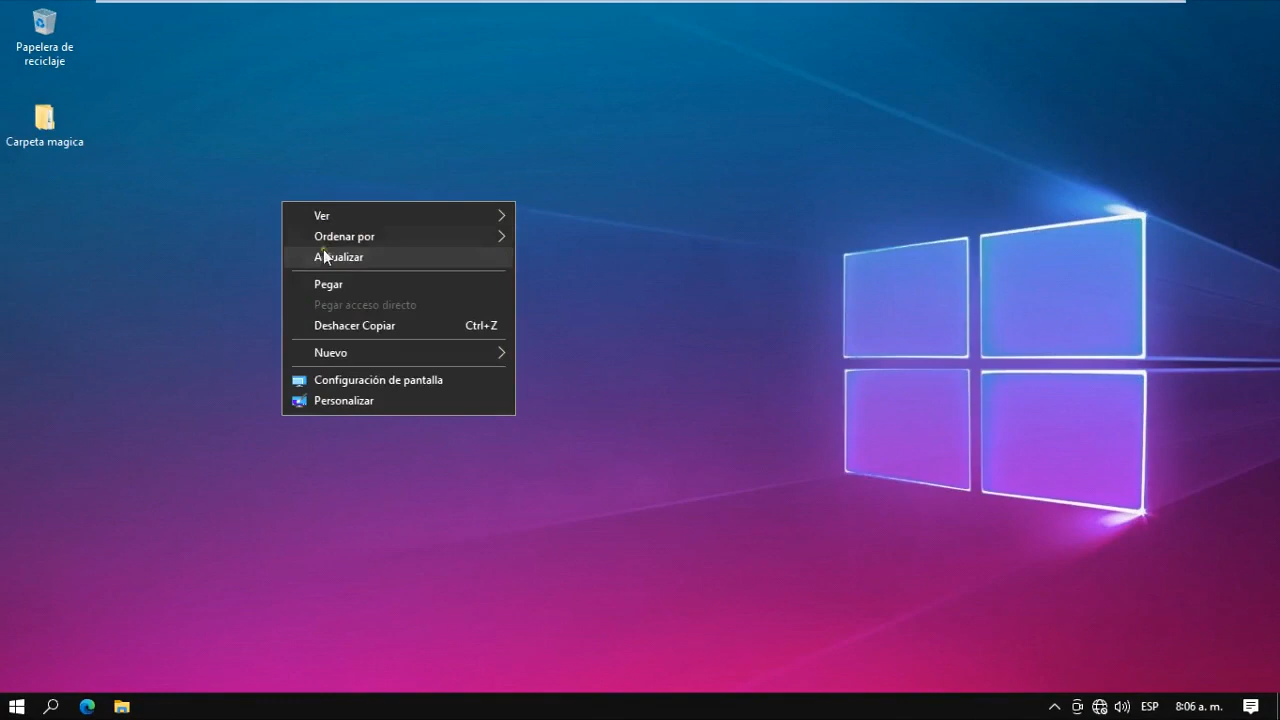 Papelera de
reciclaje
Carpeta magica
Ver
Ordenar por
Actualizar
Pegar
Pegar acceso directo
Deshacer Copiar Ctrl+Z
Nuevo
Configuración de pantalla
Personalizar
ESP
8:06 a. m.